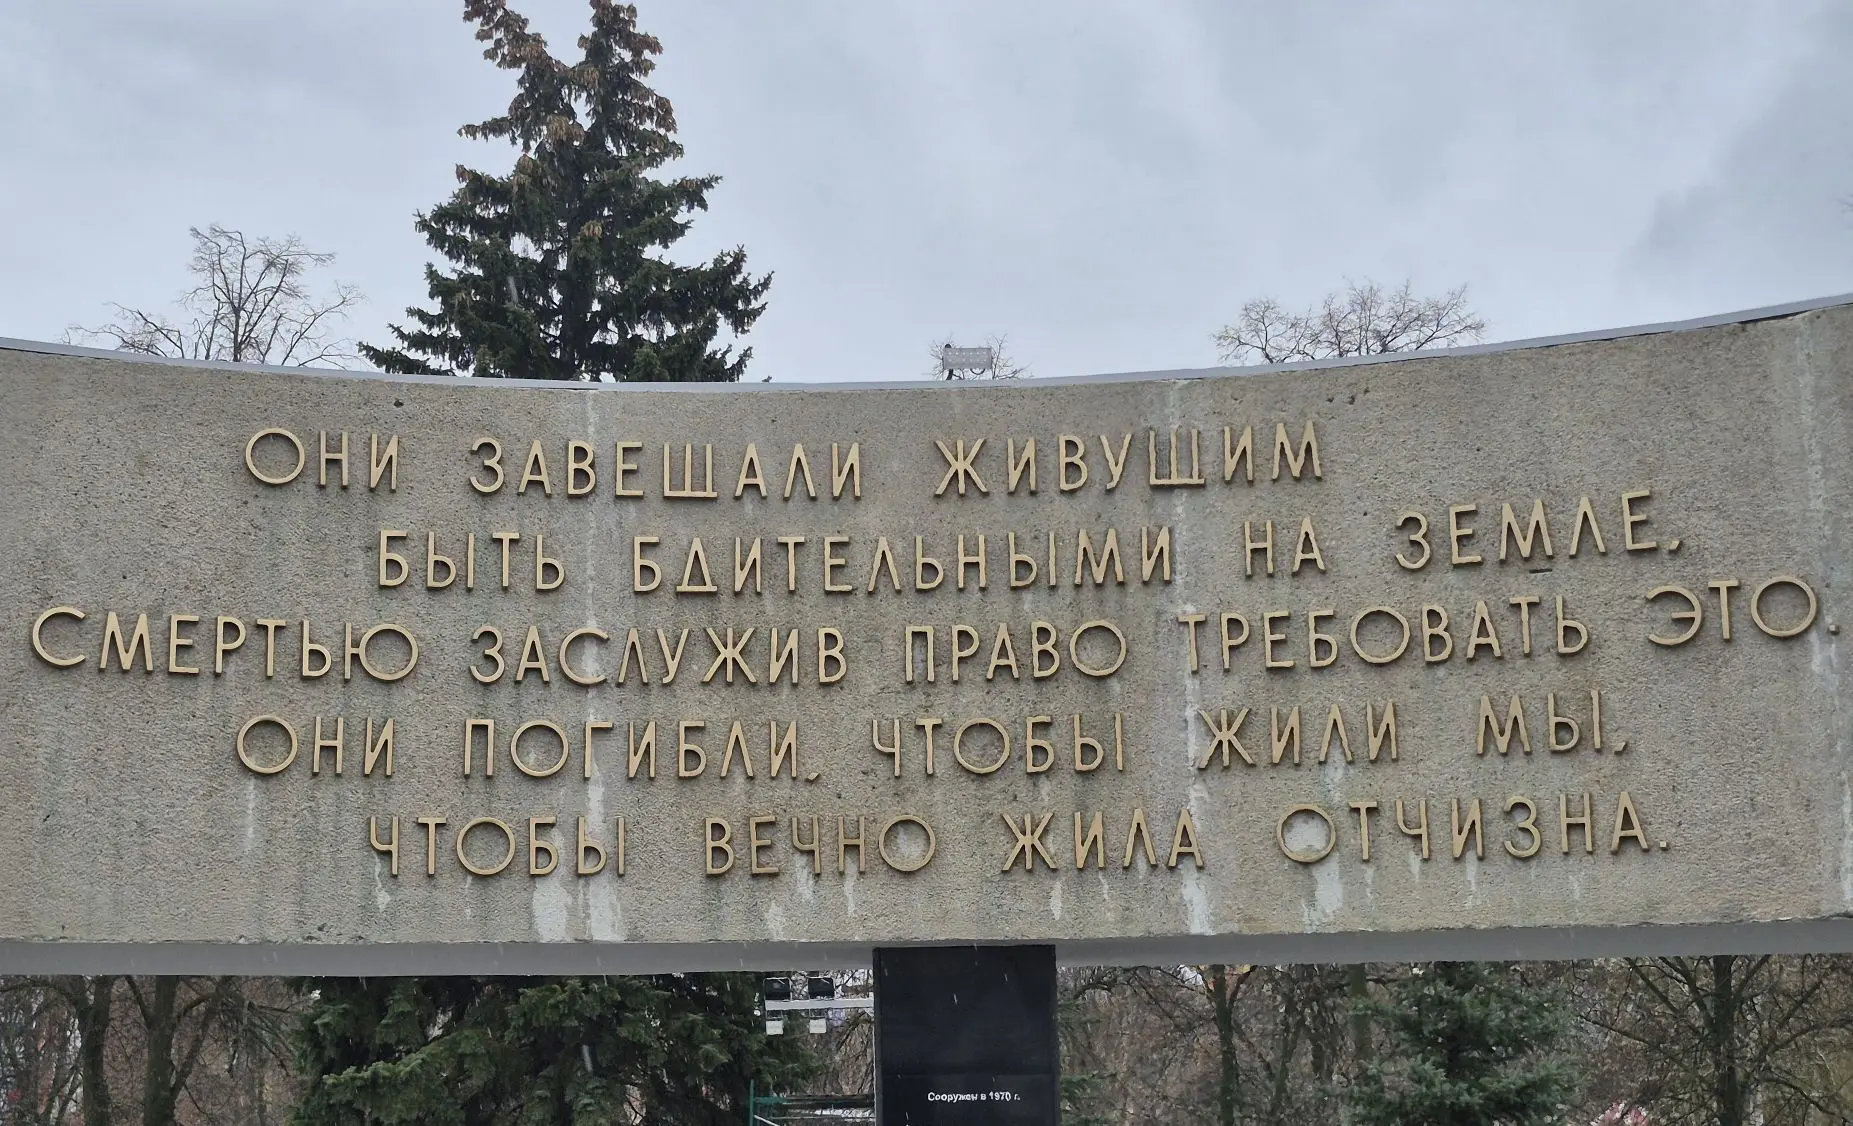 ОНИ ЗАВЕЩАЛИ ЖИВУЩИМ
БЫТЬ БДИТЕЛЬНЫМИ НА ЗЕМЛЕ,
СМЕРТЬЮ ЗАСЛУЖИВ ПРАВО ТРЕБОВАТЬ ЭТО.
ОНИ ПОГИБЛИ, ЧТОБЫ ЖИЛИ МЫ,
ЧТОБЫ ВЕЧНО ЖИЛА ОТЧИЗНА.
Сооружен в 1970 г.